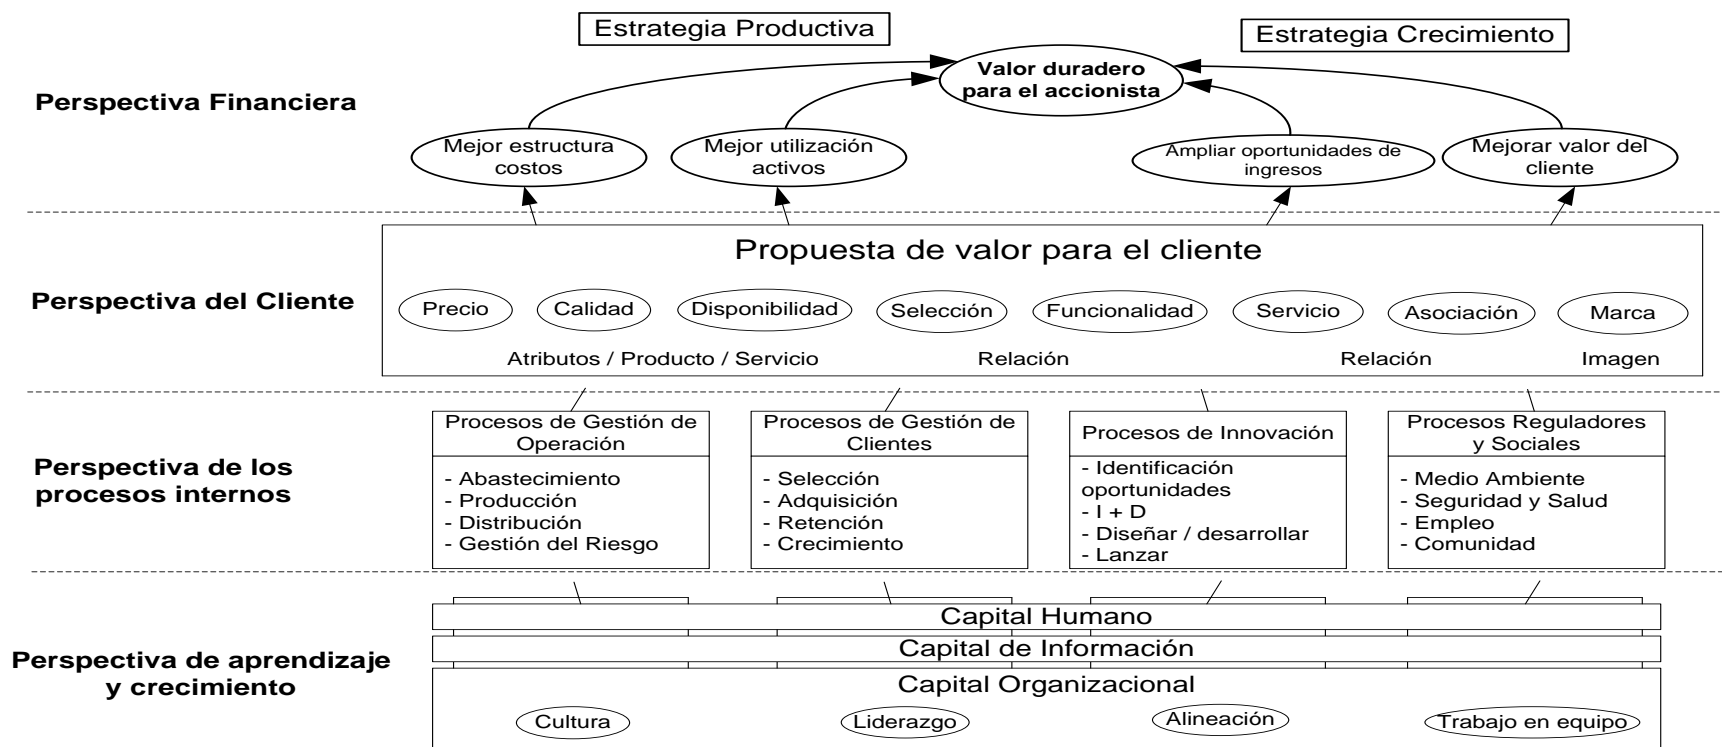 Estrategia Productiva
Estrategia Crecimiento
Perspectiva Financiera
Valor duradero
para el accionista
Mejor estructura
costos
Mejor utilización
activos
Ampliar oportunidades de
ingresos
Mejorar valor del
cliente
Perspectiva del Cliente
Propuesta de valor para el cliente
Precio
Calidad
Disponibilidad
Selección
Funcionalidad
Servicio
Asociación
Marca
Atributos / Producto / Servicio
Relación
Relación
Imagen
Perspectiva de los
procesos internos
Procesos de Gestión de
Operación
- Abastecimiento
- Producción
- Distribución
- Gestión del Riesgo
Procesos de Gestión de
Clientes
- Selección
- Adquisición
- Retención
- Crecimiento
Procesos de Innovación
- Identificación
oportunidades
- I + D
- Diseñar / desarrollar
- Lanzar
Procesos Reguladores
y Sociales
- Medio Ambiente
- Seguridad y Salud
- Empleo
- Comunidad
Perspectiva de aprendizaje
y crecimiento
Capital Humano
Capital de Información
Capital Organizacional
Cultura
Liderazgo
Alineación
Trabajo en equipo